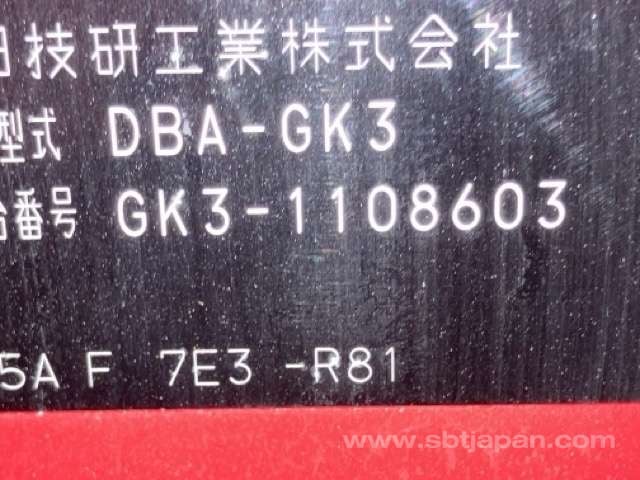 田技研工業株式会社
型式 DBA-GK3
台番号 GK3-1108603
5A F 7E3 -R81
www.sbtjapan.com